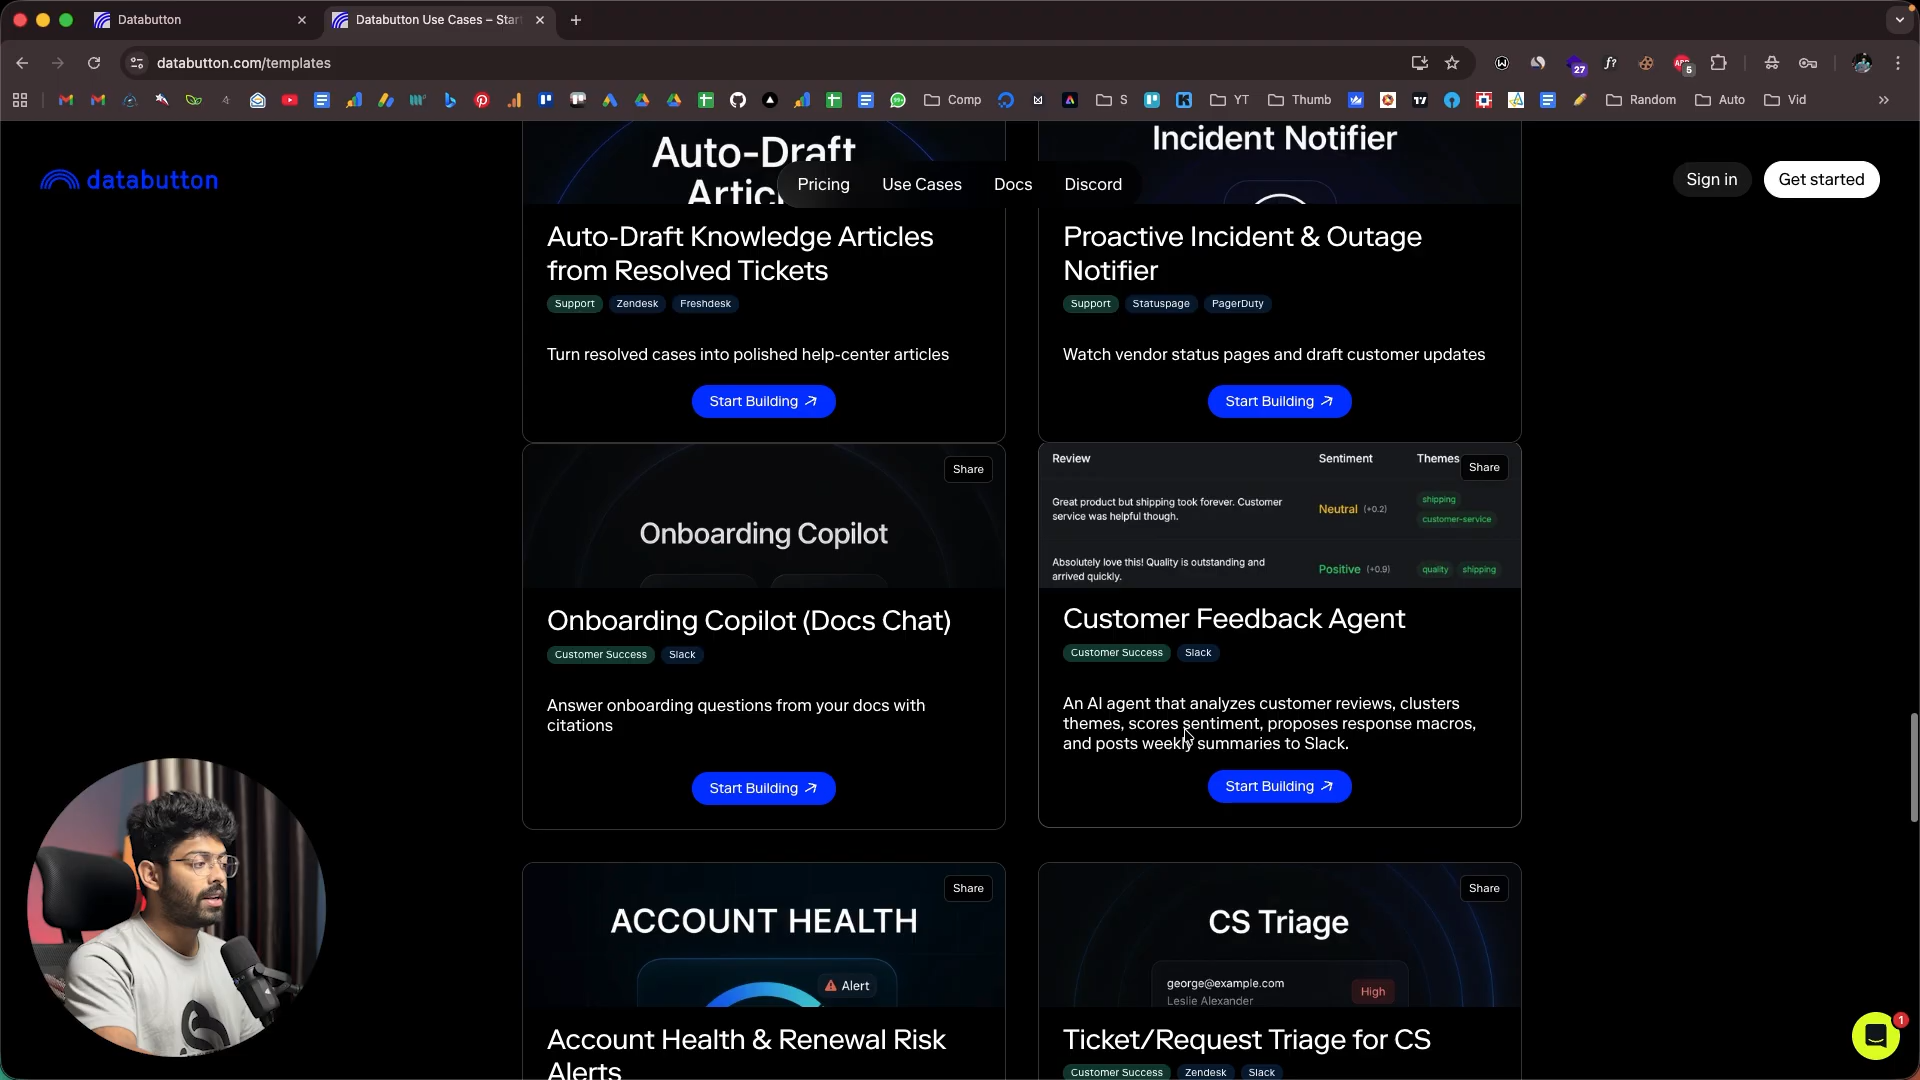 Databutton
Databutton Use Cases – Star
databutton.com/templates
27
f?
5
Comp
S
YT
Thumb
Random
Auto
Vid
databutton
Pricing
Use Cases
Docs
Discord
Sign in
Get started
Auto-Draft
Artic
Auto-Draft Knowledge Articles
from Resolved Tickets
Support
Zendesk
Freshdesk
Turn resolved cases into polished help-center articles
Start Building
Incident Notifier
Proactive Incident & Outage
Notifier
Support
Statuspage
PagerDuty
Watch vendor status pages and draft customer updates
Start Building
Share
Onboarding Copilot
Onboarding Copilot (Docs Chat)
Customer Success
Slack
Answer onboarding questions from your docs with
citations
Start Building
Review
Sentiment
Themes
Share
Great product but shipping took forever. Customer
service was helpful though.
Neutral (+0.2)
shipping
customer-service
Absolutely love this! Quality is outstanding and
arrived quickly.
Positive (+0.9)
quality
shipping
Customer Feedback Agent
Customer Success
Slack
An AI agent that analyzes customer reviews, clusters
themes, scores sentiment, proposes response macros,
and posts weekly summaries to Slack.
Start Building
Share
ACCOUNT HEALTH
Alert
Account Health & Renewal Risk
Alerts
Share
CS Triage
george@example.com
Leslie Alexander
High
Ticket/Request Triage for CS
Customer Success
Zendesk
Slack
1